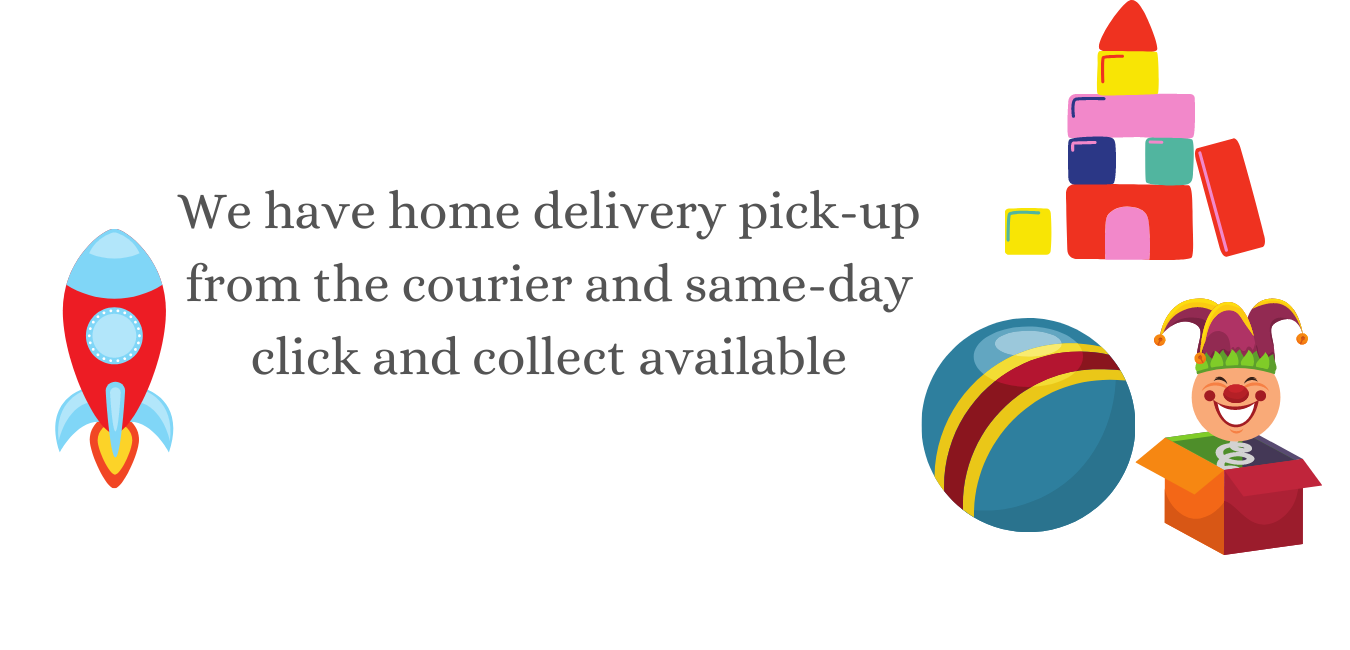 We have home delivery pick-up
from the courier and same-day
click and collect available